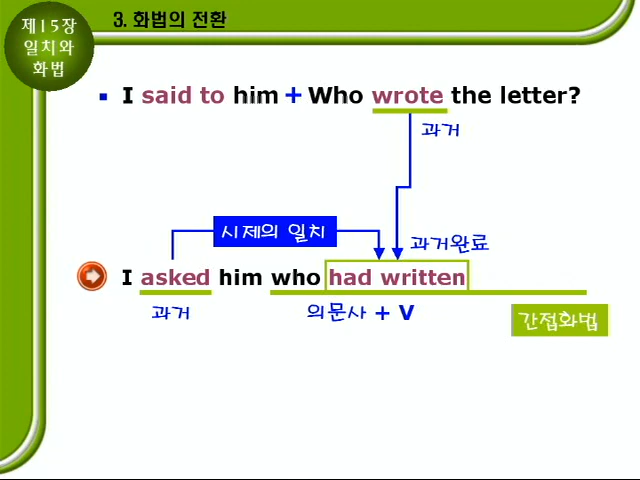 제15장
일치와
화법
3. 화법의 전환
▪ I said to him + Who wrote the letter?
과거
시제의 일치
과거완료
I asked him who had written
과거
의문사 + V
간접화법